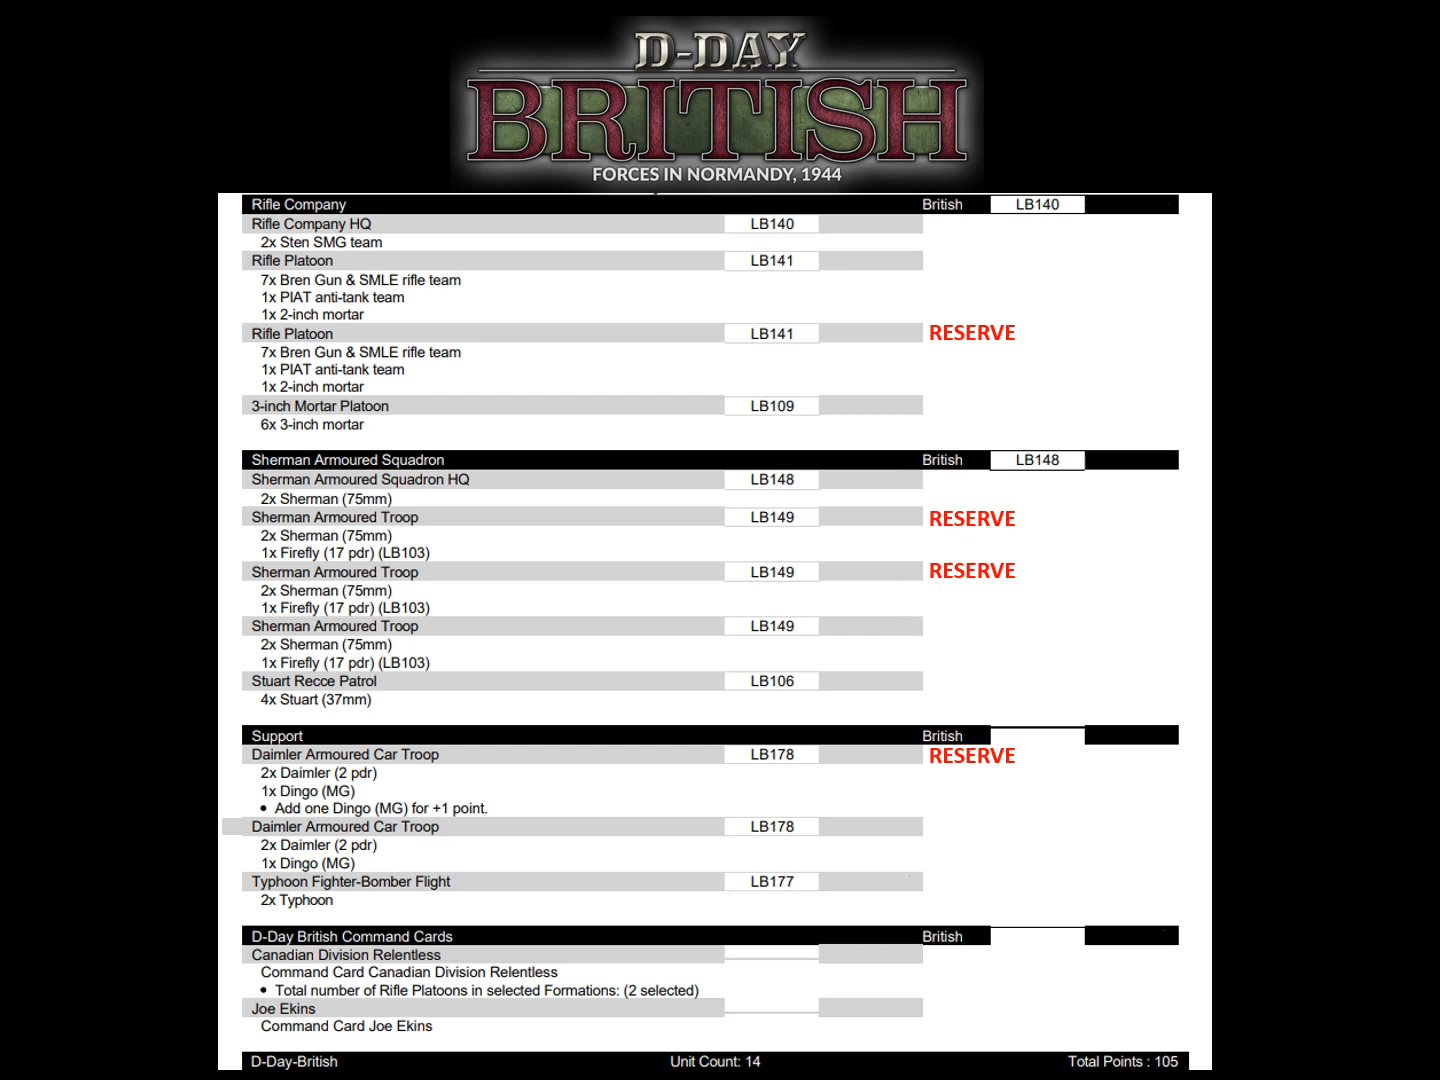 D-DAY
BRITISH
FORCES IN NORMANDY, 1944
Rifle Company British LB140
Rifle Company HQ LB140
2x Sten SMG team
Rifle Platoon LB141
7x Bren Gun & SMLE rifle team
1x PIAT anti-tank team
1x 2-inch mortar
Rifle Platoon LB141 RESERVE
7x Bren Gun & SMLE rifle team
1x PIAT anti-tank team
1x 2-inch mortar
3-inch Mortar Platoon LB109
6x 3-inch mortar
Sherman Armoured Squadron British LB148
Sherman Armoured Squadron HQ LB148
2x Sherman (75mm)
Sherman Armoured Troop LB149 RESERVE
2x Sherman (75mm)
1x Firefly (17 pdr) (LB103)
Sherman Armoured Troop LB149 RESERVE
2x Sherman (75mm)
1x Firefly (17 pdr) (LB103)
Sherman Armoured Troop LB149
2x Sherman (75mm)
1x Firefly (17 pdr) (LB103)
Stuart Recce Patrol LB106
4x Stuart (37mm)
Support British
Daimler Armoured Car Troop LB178 RESERVE
2x Daimler (2 pdr)
1x Dingo (MG)
• Add one Dingo (MG) for +1 point.
Daimler Armoured Car Troop LB178
2x Daimler (2 pdr)
1x Dingo (MG)
Typhoon Fighter-Bomber Flight LB177
2x Typhoon
D-Day British Command Cards British
Canadian Division Relentless
Command Card Canadian Division Relentless
• Total number of Rifle Platoons in selected Formations: (2 selected)
Joe Ekins
Command Card Joe Ekins
D-Day-British Unit Count: 14 Total Points : 105